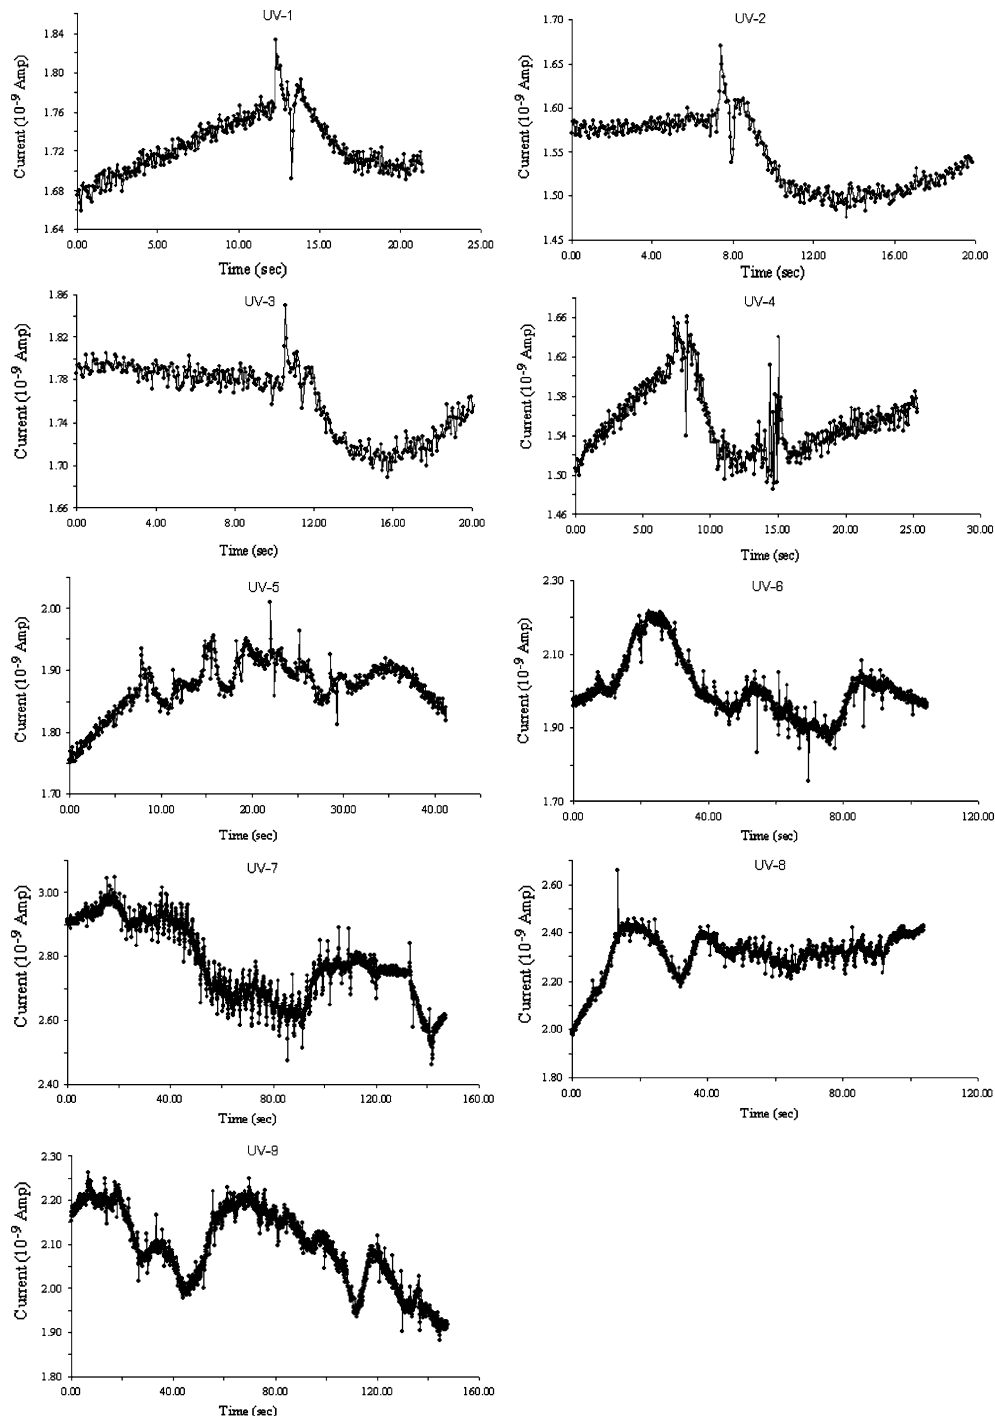 UV-1
Current (10-9 Amp)
1.86
1.84
1.80
1.76
1.72
1.68
1.64
0.00 5.00 10.00 15.00 20.00 25.00
Time (sec)
UV-2
Current (10-9 Amp)
1.70
1.65
1.60
1.55
1.50
1.45
0.00 4.00 8.00 12.00 16.00 20.00
Time (sec)
UV-3
Current (10-9 Amp)
1.86
1.82
1.78
1.74
1.70
1.66
0.00 4.00 8.00 12.00 16.00 20.00
Time (sec)
UV-4
Current (10-9 Amp)
1.66
1.62
1.58
1.54
1.50
1.46
0.00 5.00 10.00 15.00 20.00 25.00 30.00
Time (sec)
UV-5
Current (10-9 Amp)
2.00
1.90
1.80
1.70
0.00 10.00 20.00 30.00 40.00
Time (sec)
UV-6
Current (10-9 Amp)
2.30
2.10
1.90
1.70
0.00 40.00 80.00 120.00
Time (sec)
UV-7
Current (10-9 Amp)
3.00
2.80
2.60
2.40
0.00 40.00 80.00 120.00 160.00
Time (sec)
UV-8
Current (10-9 Amp)
2.60
2.40
2.20
2.00
1.80
0.00 40.00 80.00 120.00
Time (sec)
UV-9
Current (10-9 Amp)
2.30
2.20
2.10
2.00
1.90
1.80
0.00 40.00 80.00 120.00 160.00
Time (sec)